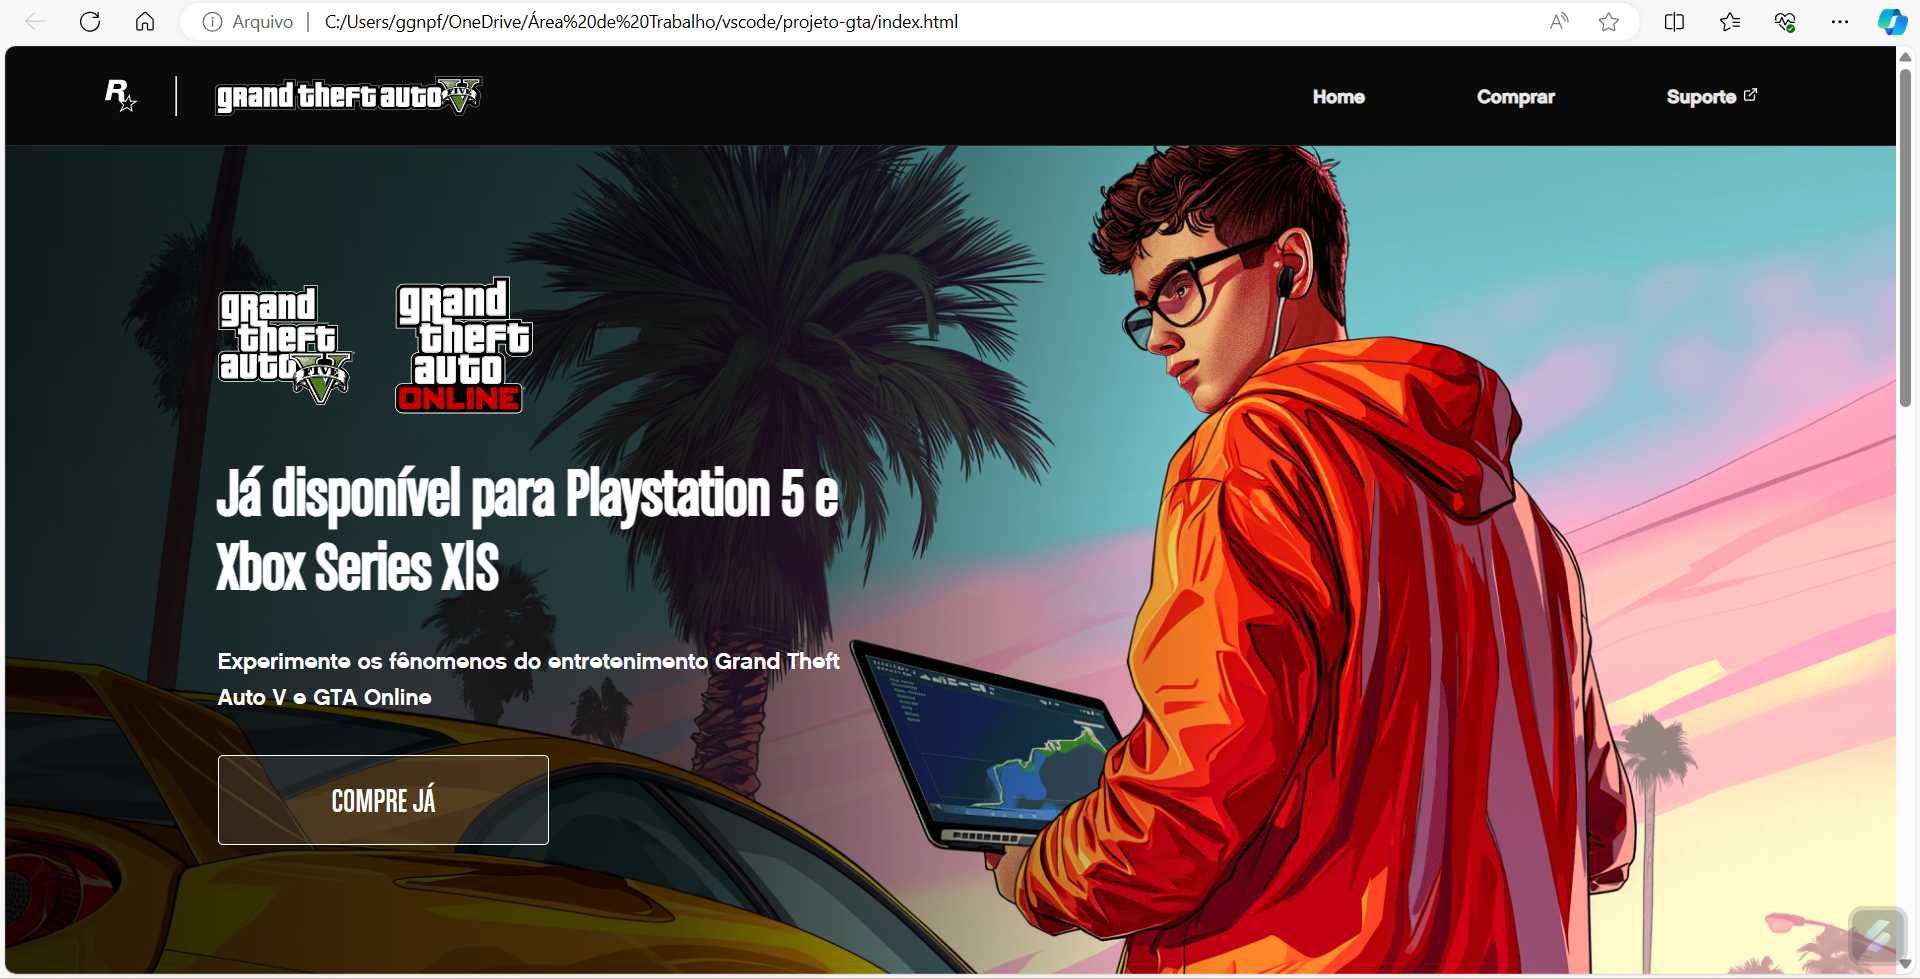 Arquivo
C:/Users/ggnpf/OneDrive/Área%20de%20Trabalho/vscode/projeto-gta/index.html
R
grand theft auto V
FIVE
Home
Comprar
Suporte
grand
theft
auto V
FIVE
grand
theft
auto
ONLINE
Já disponível para Playstation 5 e
Xbox Series X|S
Experimente os fênomenos do entretenimento Grand Theft
Auto V e GTA Online
COMPRE JÁ